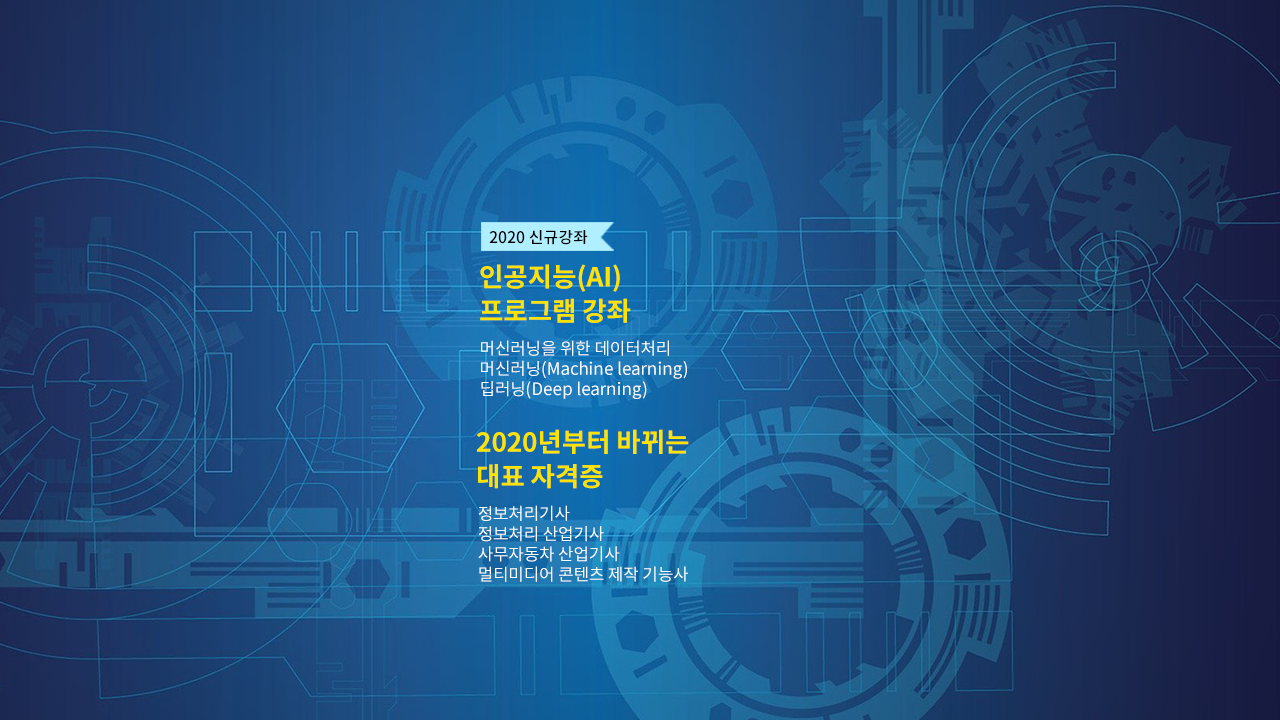 2020 신규강좌
인공지능(AI)
프로그램 강좌
머신러닝을 위한 데이터처리
머신러닝(Machine learning)
딥러닝(Deep learning)
2020년부터 바뀌는
대표 자격증
정보처리기사
정보처리 산업기사
사무자동차 산업기사
멀티미디어 콘텐츠 제작 기능사